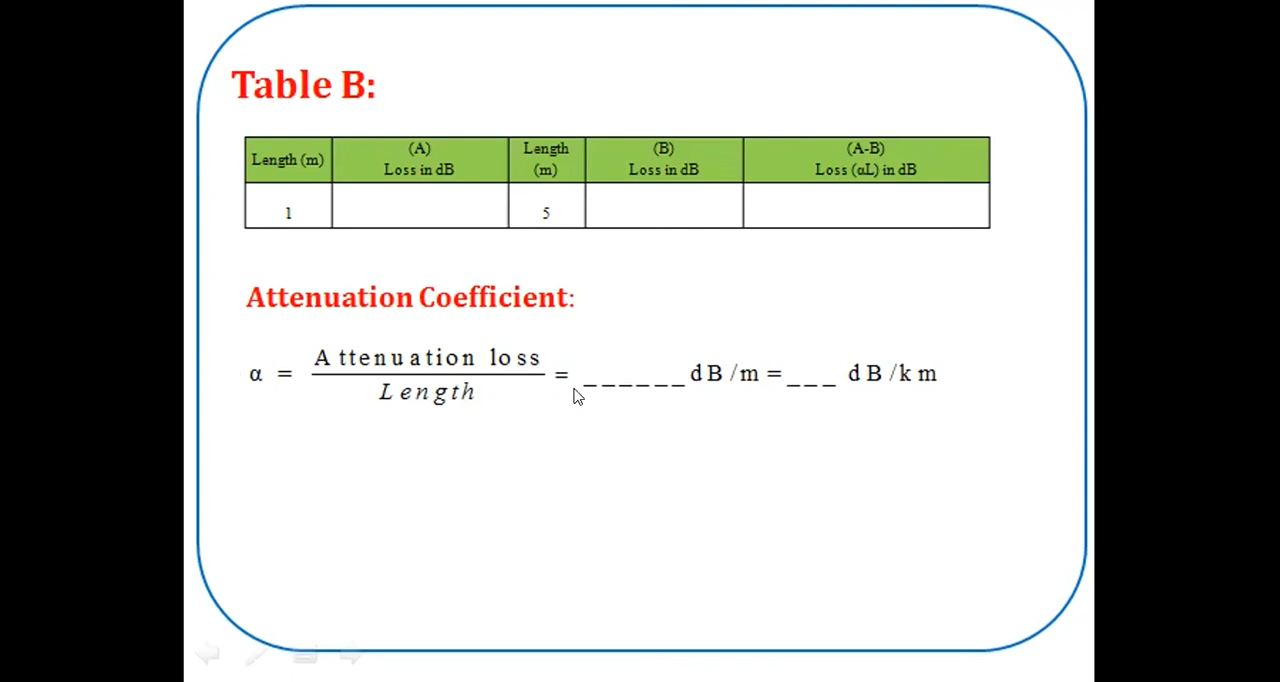 Table B:
Length (m) (A) Loss in dB Length (m) (B) Loss in dB (A-B) Loss (αL) in dB
1 5
Attenuation Coefficient:
α = Attenuation loss / Length = ______ dB/m = ___ dB/km